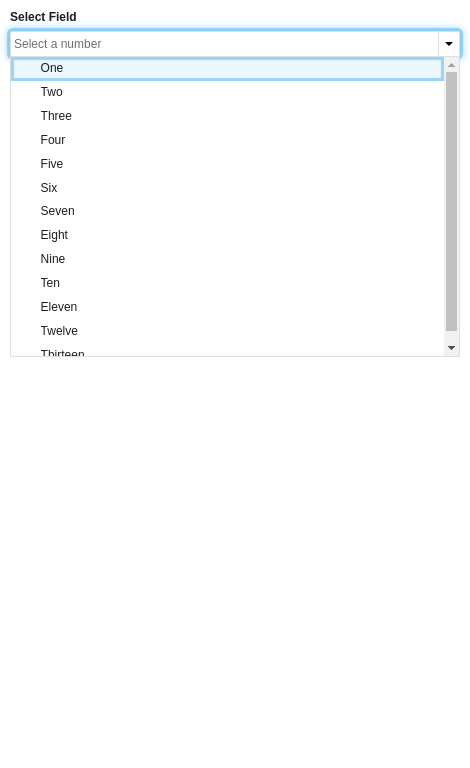 Select Field
Select a number
One
Two
Three
Four
Five
Six
Seven
Eight
Nine
Ten
Eleven
Twelve
Thirteen